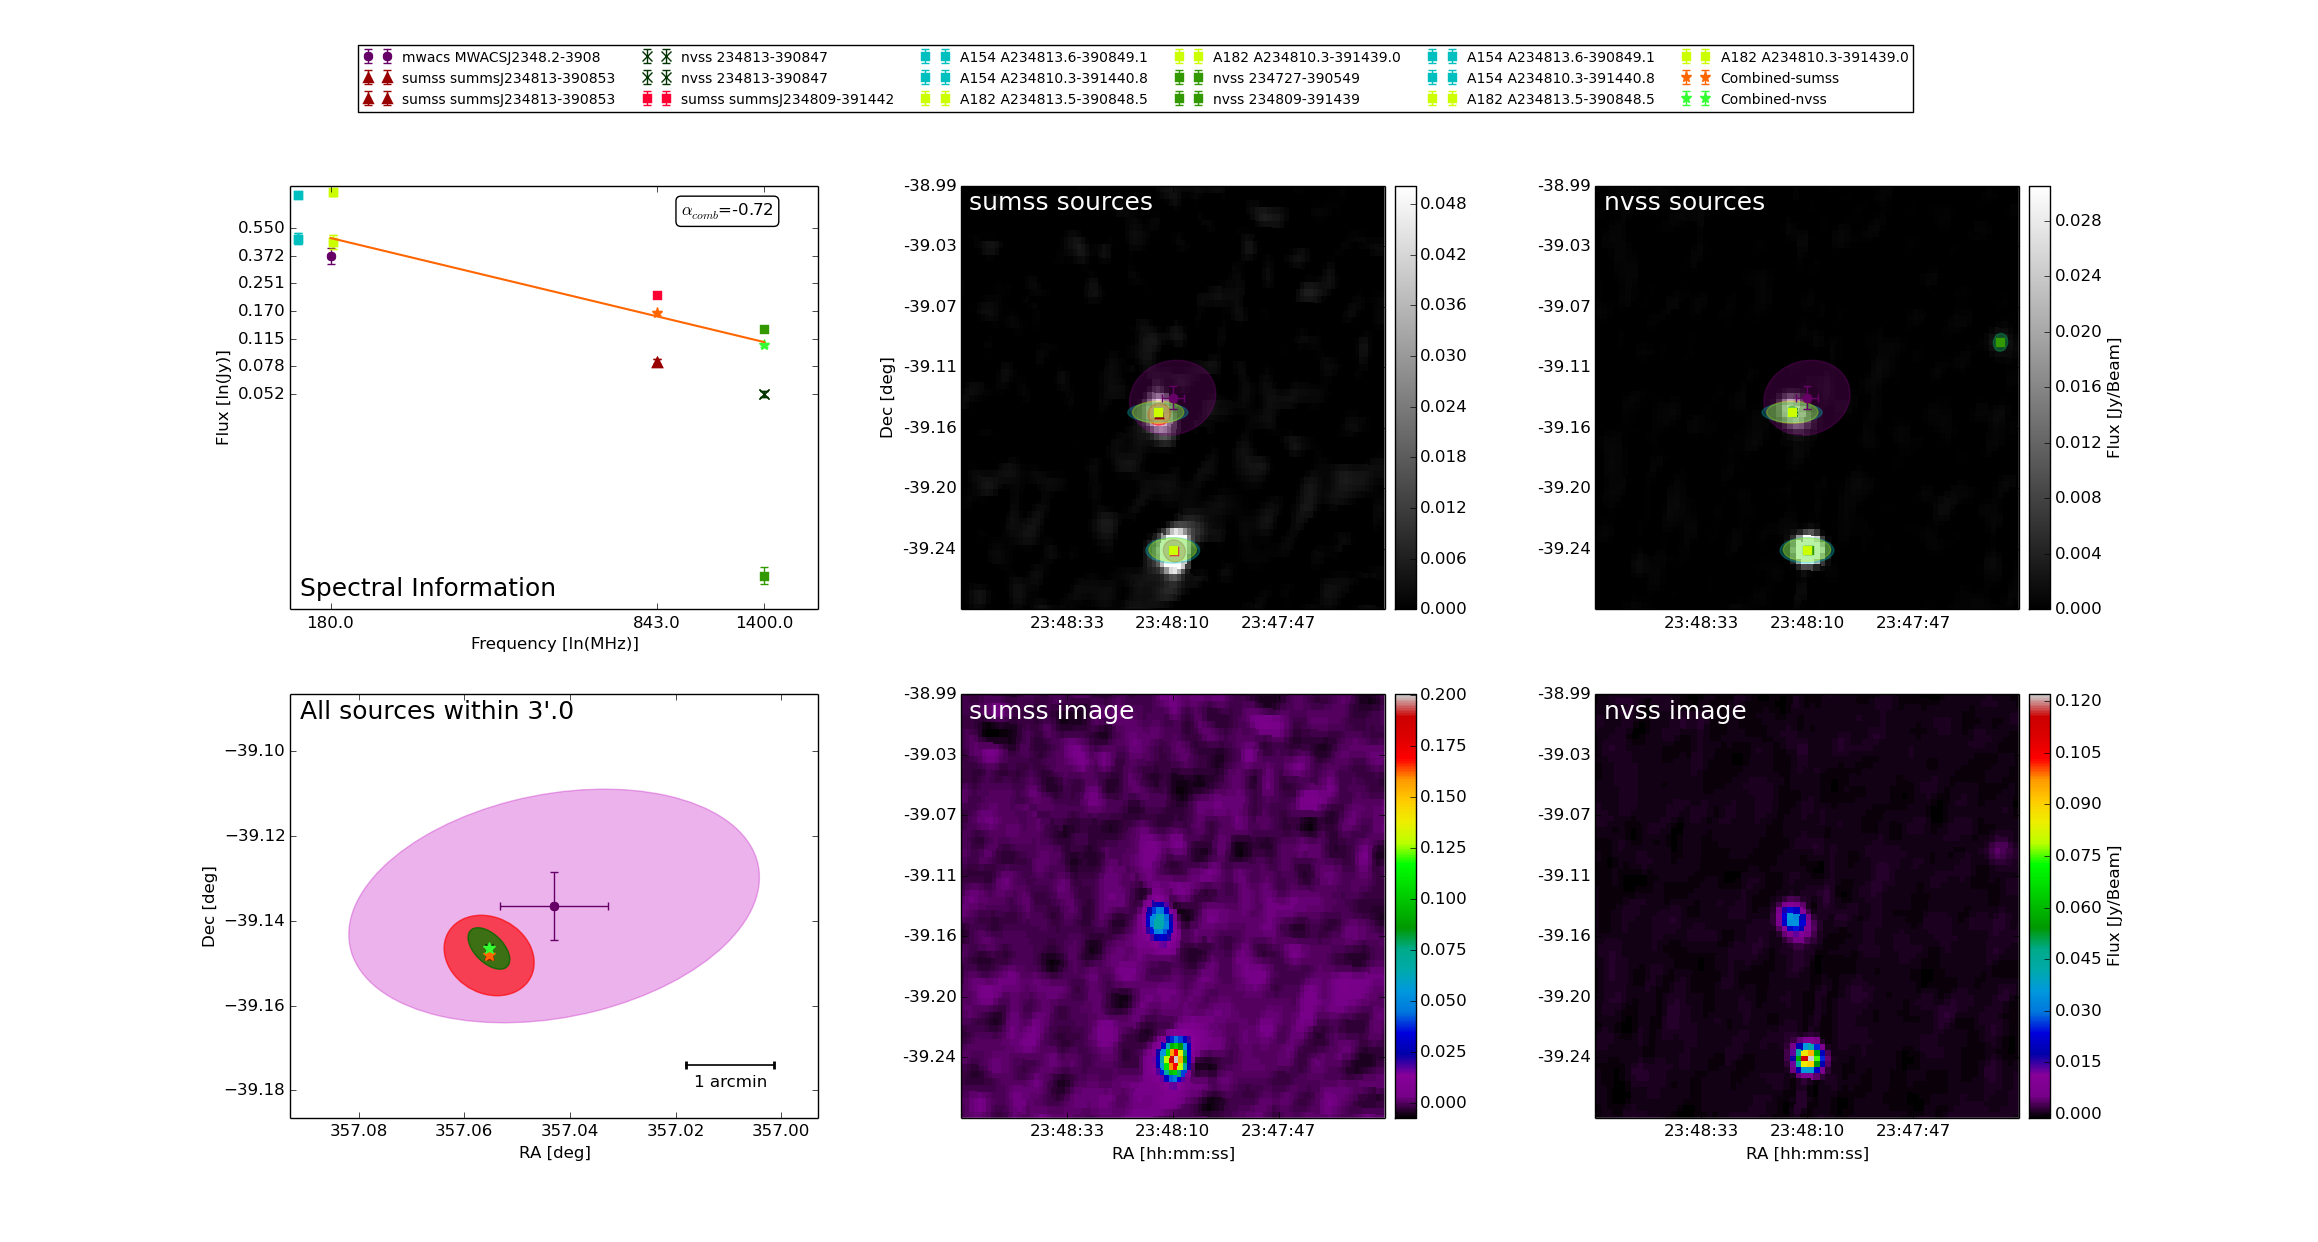 mwacs MWACSJ2348.2-3908
sumss summsJ234813-390853
sumss summsJ234813-390853
nvss 234813-390847
nvss 234813-390847
sumss summsJ234809-391442
A154 A234813.6-390849.1
A154 A234810.3-391440.8
A182 A234813.5-390848.5
A182 A234810.3-391439.0
nvss 234727-390549
nvss 234809-391439
A154 A234813.6-390849.1
A154 A234810.3-391440.8
A182 A234813.5-390848.5
A182 A234810.3-391439.0
Combined-sumss
Combined-nvss
αcomb=-0.72
0.550
0.372
0.251
0.170
0.115
0.078
0.052
Flux [ln(Jy)]
Spectral Information
180.0
843.0
1400.0
Frequency [ln(MHz)]
sumss sources
-38.99
-39.03
-39.07
-39.11
-39.16
-39.20
-39.24
Dec [deg]
23:48:33
23:48:10
23:47:47
0.048
0.042
0.036
0.030
0.024
0.018
0.012
0.006
0.000
nvss sources
-38.99
-39.03
-39.07
-39.11
-39.16
-39.20
-39.24
23:48:33
23:48:10
23:47:47
0.028
0.024
0.020
0.016
0.012
0.008
0.004
0.000
Flux [Jy/Beam]
All sources within 3'.0
−39.10
−39.12
−39.14
−39.16
−39.18
Dec [deg]
1 arcmin
357.08
357.06
357.04
357.02
357.00
RA [deg]
sumss image
-38.99
-39.03
-39.07
-39.11
-39.16
-39.20
-39.24
23:48:33
23:48:10
23:47:47
RA [hh:mm:ss]
0.200
0.175
0.150
0.125
0.100
0.075
0.050
0.025
0.000
nvss image
-38.99
-39.03
-39.07
-39.11
-39.16
-39.20
-39.24
23:48:33
23:48:10
23:47:47
RA [hh:mm:ss]
0.120
0.105
0.090
0.075
0.060
0.045
0.030
0.015
0.000
Flux [Jy/Beam]